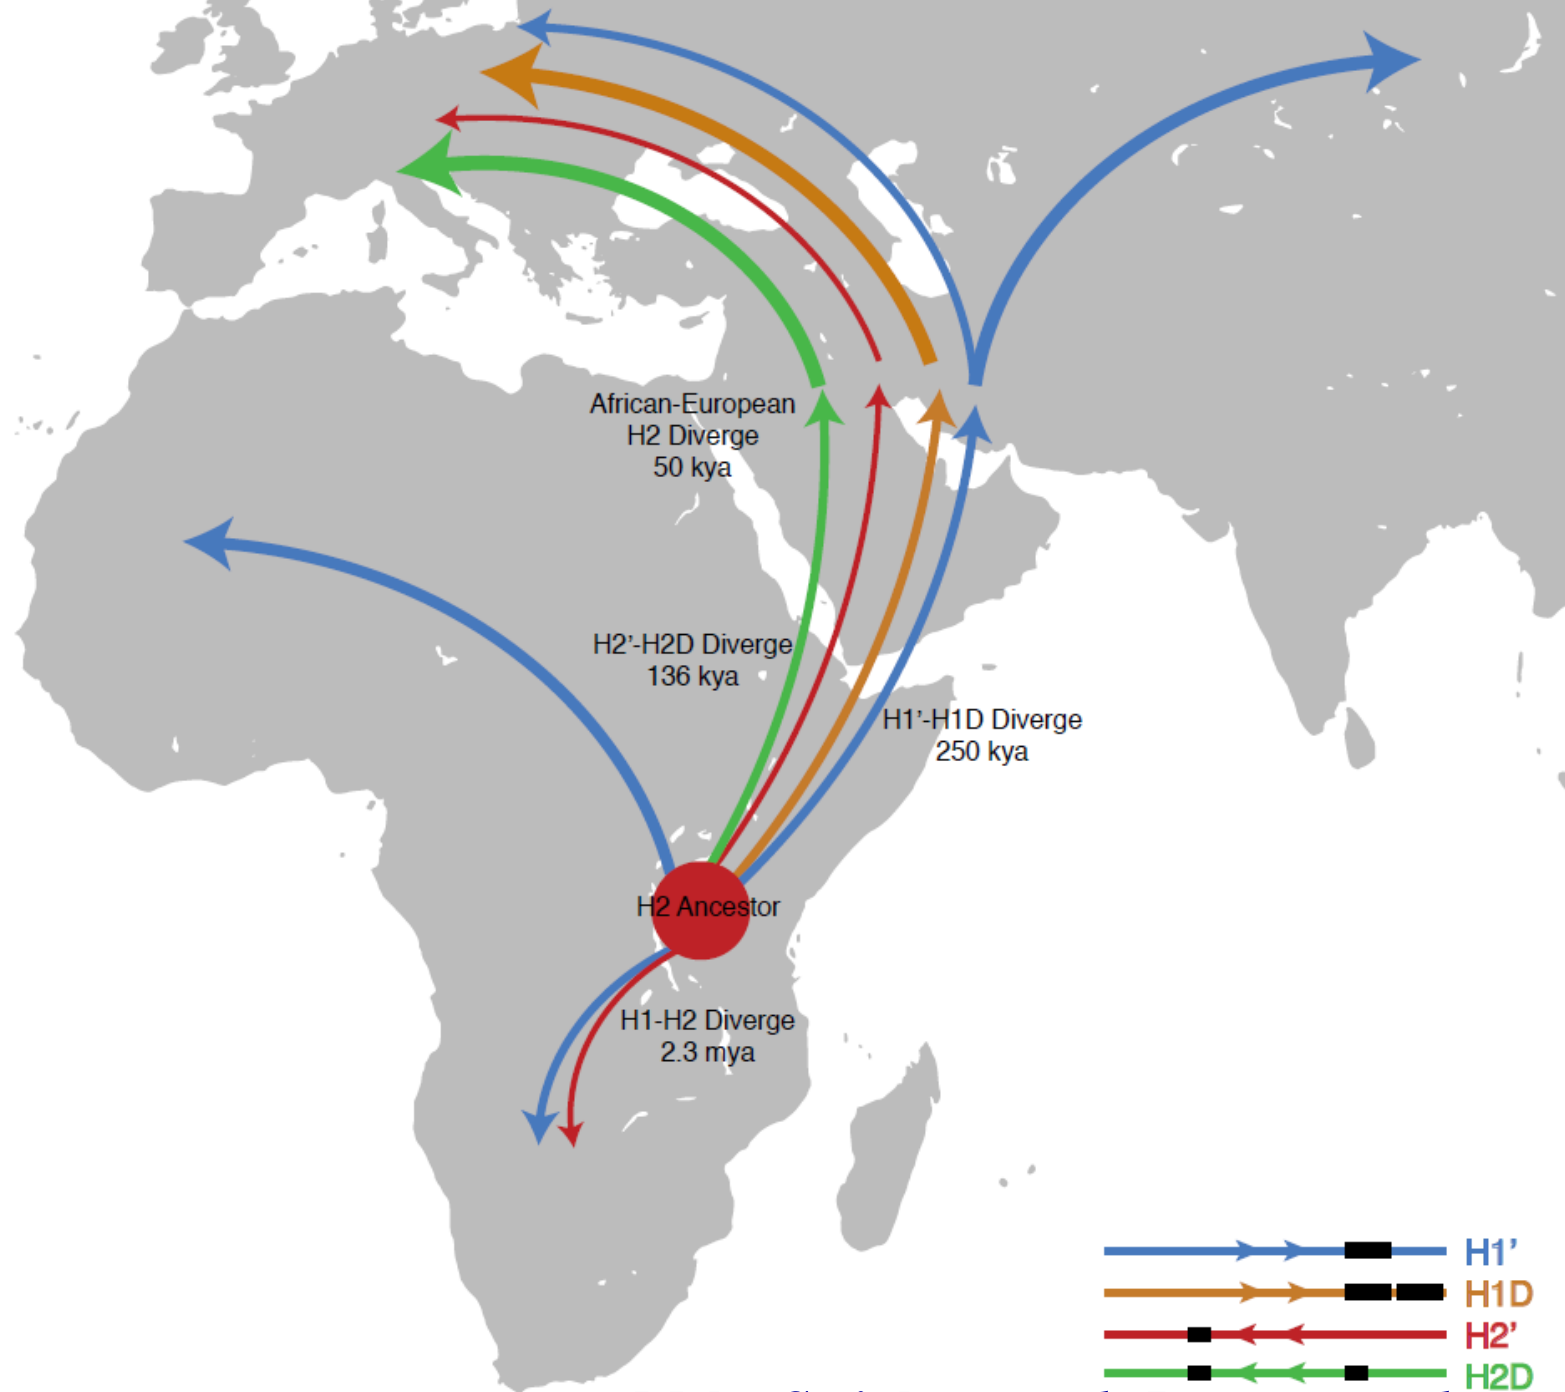 African-European
H2 Diverge
50 kya
H2’-H2D Diverge
136 kya
H1’-H1D Diverge
250 kya
H2 Ancestor
H1-H2 Diverge
2.3 mya
H1’
H1D
H2’
H2D